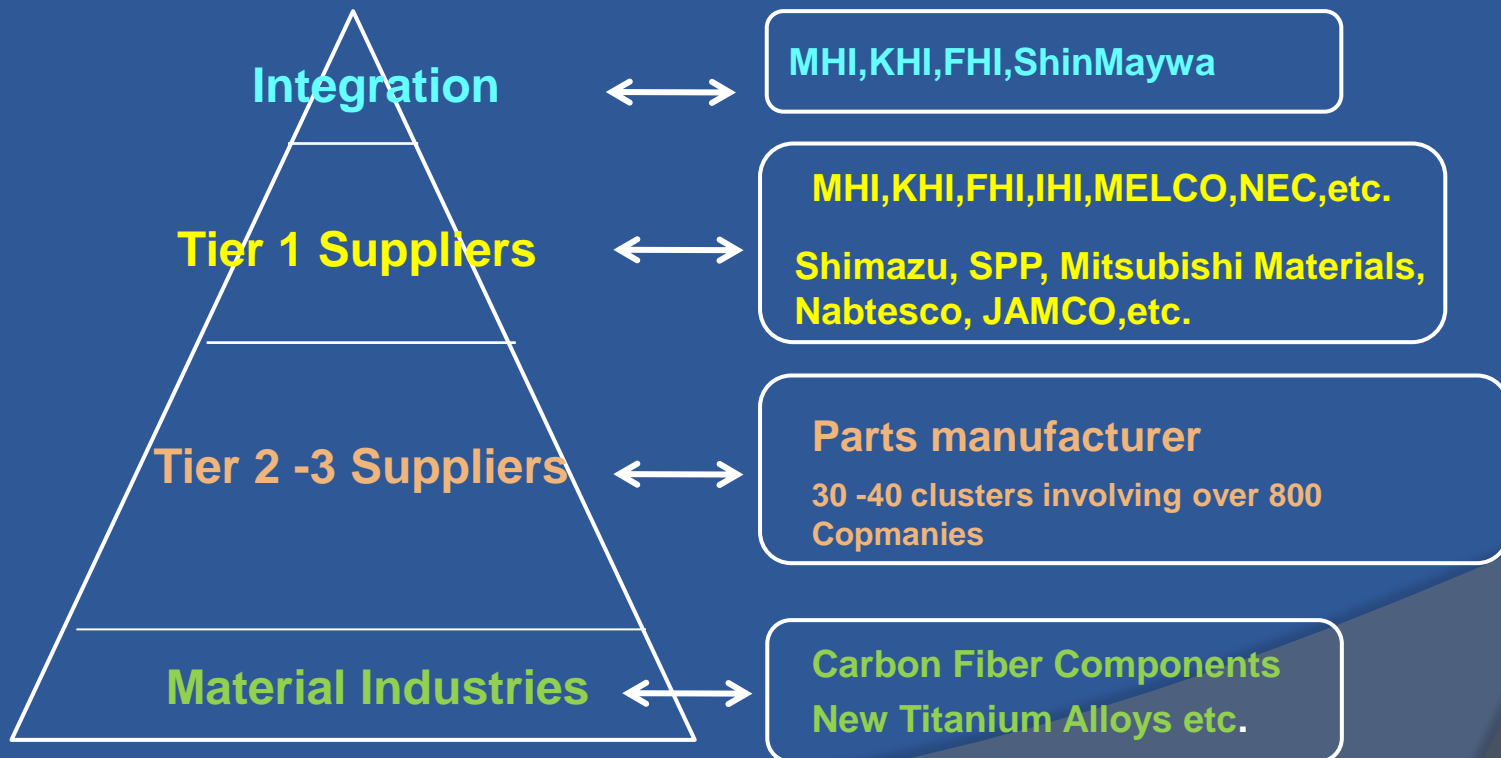 Integration
MHI,KHI,FHI,ShinMaywa
Tier 1 Suppliers
MHI,KHI,FHI,IHI,MELCO,NEC,etc.
Shimazu, SPP, Mitsubishi Materials,
Nabtesco, JAMCO,etc.
Tier 2 -3 Suppliers
Parts manufacturer
30 -40 clusters involving over 800
Copmanies
Material Industries
Carbon Fiber Components
New Titanium Alloys etc.